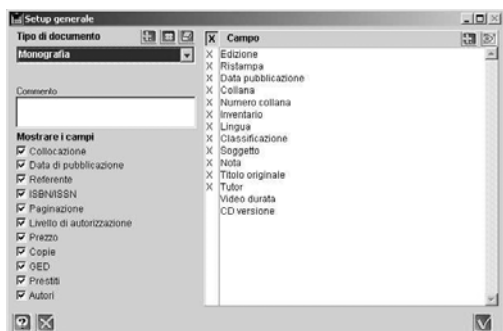 Setup generale
Tipo di documento
Monografia
Commento
Mostrare i campi
Collocazione
Data di pubblicazione
Referente
ISBN/ISSN
Paginazione
Livello di autorizzazione
Prezzo
Copie
GED
Prestiti
Autori
X Campo
X Edizione
X Ristampa
X Data pubblicazione
X Collana
X Numero collana
X Inventario
X Lingua
X Classificazione
X Soggetto
X Nota
X Titolo originale
X Tutor
Video durata
CD versione